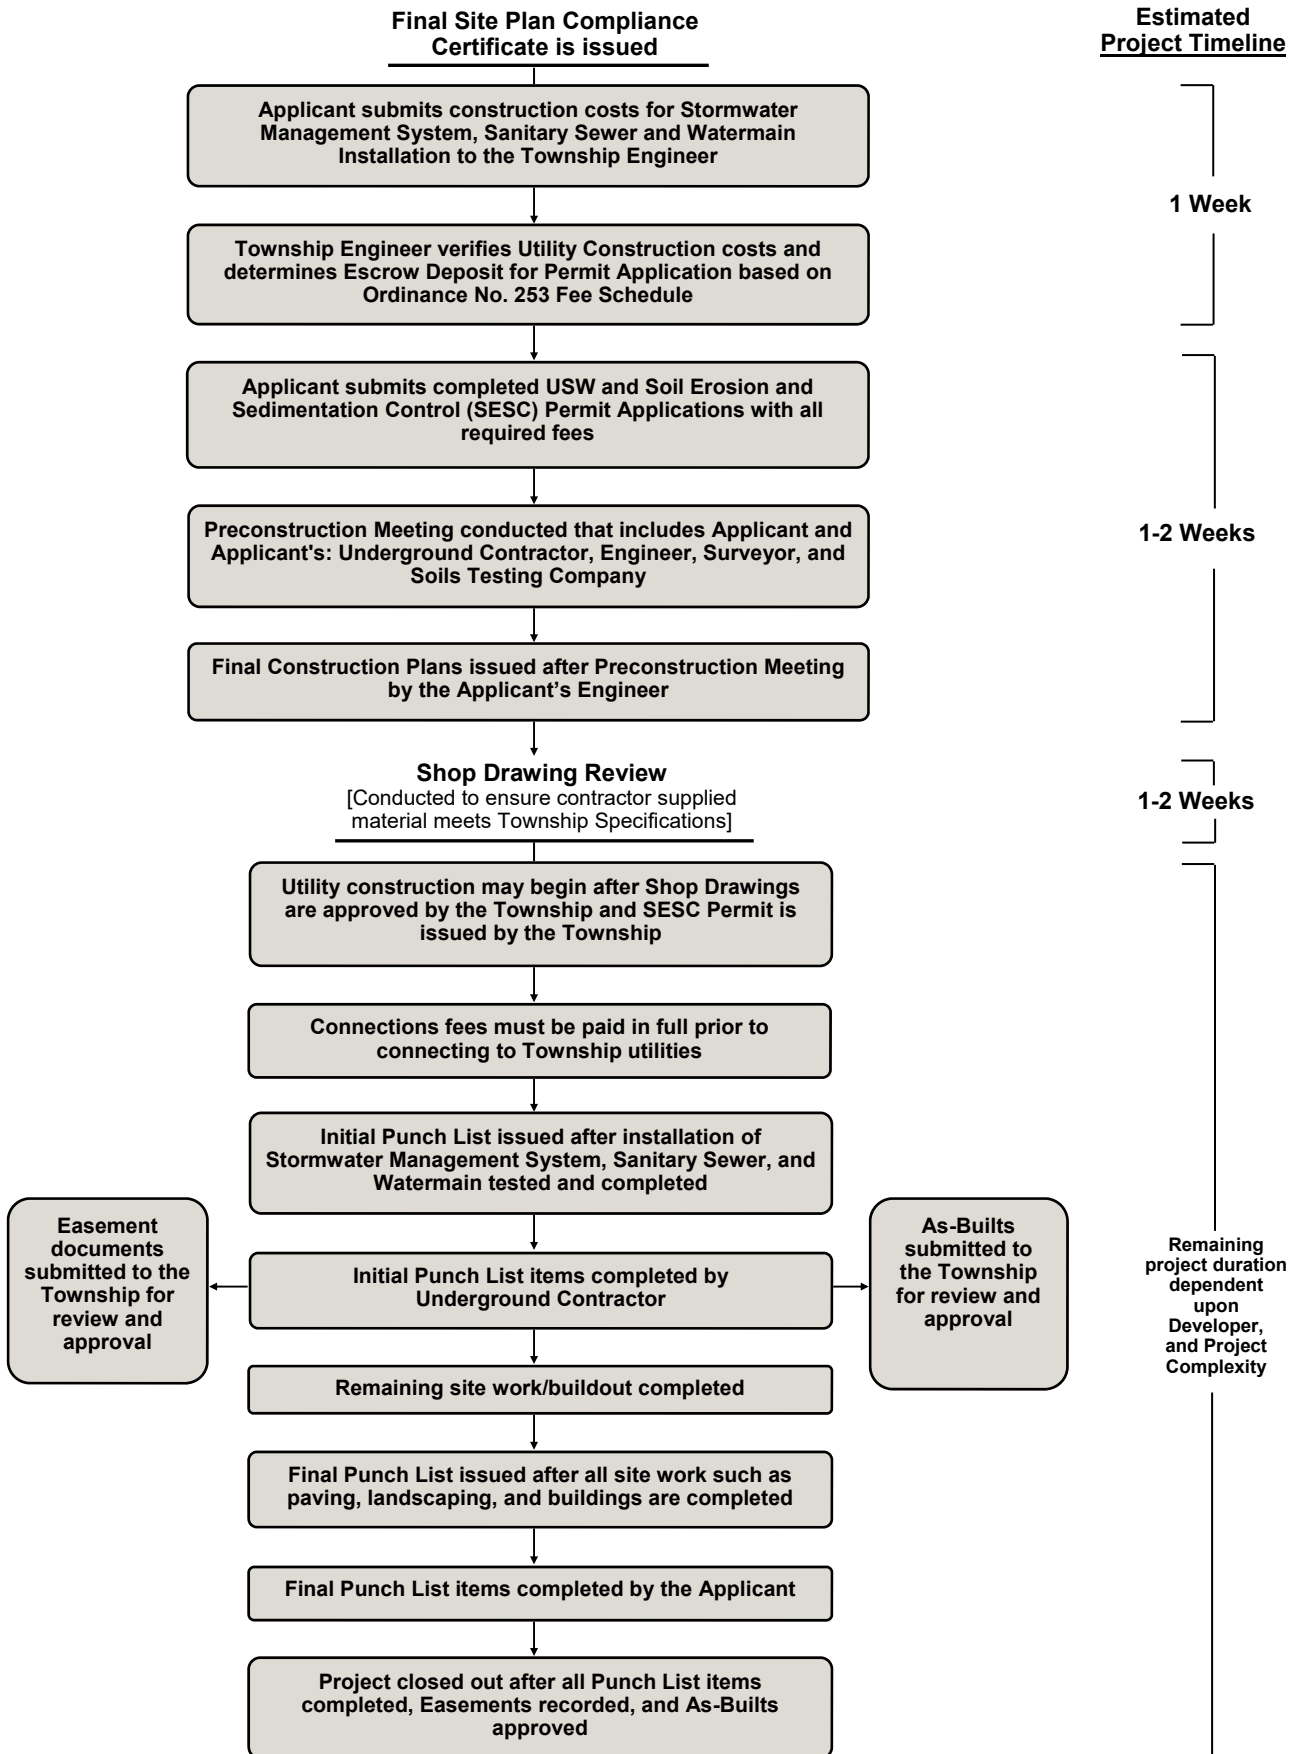 Final Site Plan Compliance
Certificate is issued
Estimated
Project Timeline
Applicant submits construction costs for Stormwater
Management System, Sanitary Sewer and Watermain
Installation to the Township Engineer
1 Week
Township Engineer verifies Utility Construction costs and
determines Escrow Deposit for Permit Application based on
Ordinance No. 253 Fee Schedule
Applicant submits completed USW and Soil Erosion and
Sedimentation Control (SESC) Permit Applications with all
required fees
Preconstruction Meeting conducted that includes Applicant and
Applicant's: Underground Contractor, Engineer, Surveyor, and
Soils Testing Company
1-2 Weeks
Final Construction Plans issued after Preconstruction Meeting
by the Applicant’s Engineer
Shop Drawing Review
[Conducted to ensure contractor supplied
material meets Township Specifications]
1-2 Weeks
Utility construction may begin after Shop Drawings
are approved by the Township and SESC Permit is
issued by the Township
Connections fees must be paid in full prior to
connecting to Township utilities
Initial Punch List issued after installation of
Stormwater Management System, Sanitary Sewer, and
Watermain tested and completed
Easement
documents
submitted to the
Township for
review and
approval
Initial Punch List items completed by
Underground Contractor
As-Builts
submitted to
the Township
for review and
approval
Remaining
project duration
dependent
upon
Developer,
and Project
Complexity
Remaining site work/buildout completed
Final Punch List issued after all site work such as
paving, landscaping, and buildings are completed
Final Punch List items completed by the Applicant
Project closed out after all Punch List items
completed, Easements recorded, and As-Builts
approved